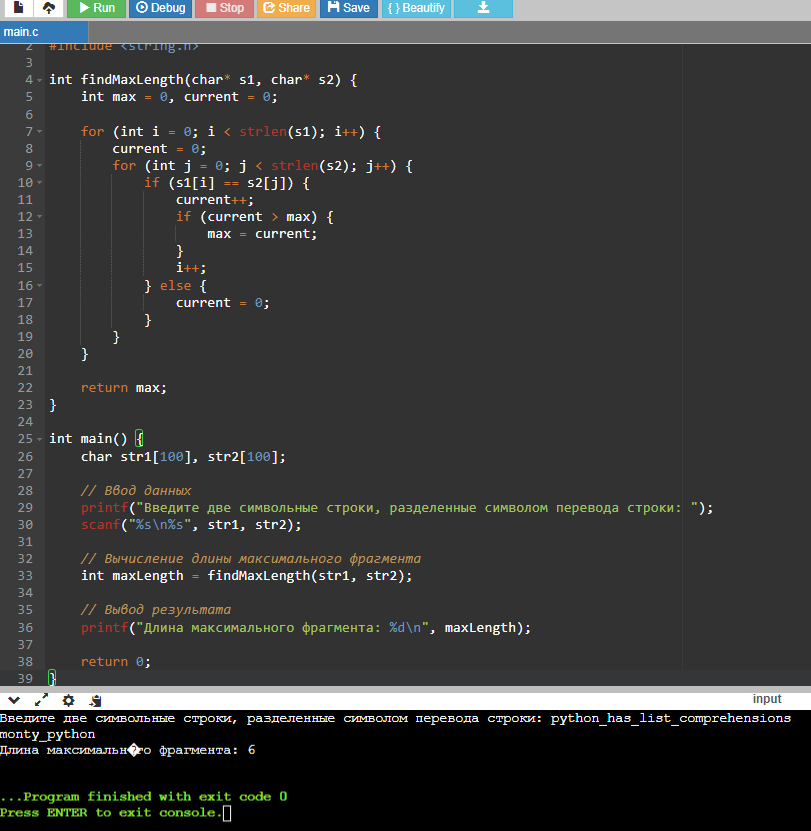 Run Debug Stop Share Save { } Beautify
main.c
2 #include <string.h>
3
4 int findMaxLength(char* s1, char* s2) {
5 int max = 0, current = 0;
6
7 for (int i = 0; i < strlen(s1); i++) {
8 current = 0;
9 for (int j = 0; j < strlen(s2); j++) {
10 if (s1[i] == s2[j]) {
11 current++;
12 if (current > max) {
13 max = current;
14 }
15 i++;
16 } else {
17 current = 0;
18 }
19 }
20 }
21
22 return max;
23 }
24
25 int main() {
26 char str1[100], str2[100];
27
28 // Ввод данных
29 printf("Введите две символьные строки, разделенные символом перевода строки: ");
30 scanf("%s\n%s", str1, str2);
31
32 // Вычисление длины максимального фрагмента
33 int maxLength = findMaxLength(str1, str2);
34
35 // Вывод результата
36 printf("Длина максимального фрагмента: %d\n", maxLength);
37
38 return 0;
39 }
input
Введите две символьные строки, разделенные символом перевода строки: python_has_list_comprehensions
monty_python
Длина максимальн�го фрагмента: 6
...Program finished with exit code 0
Press ENTER to exit console.